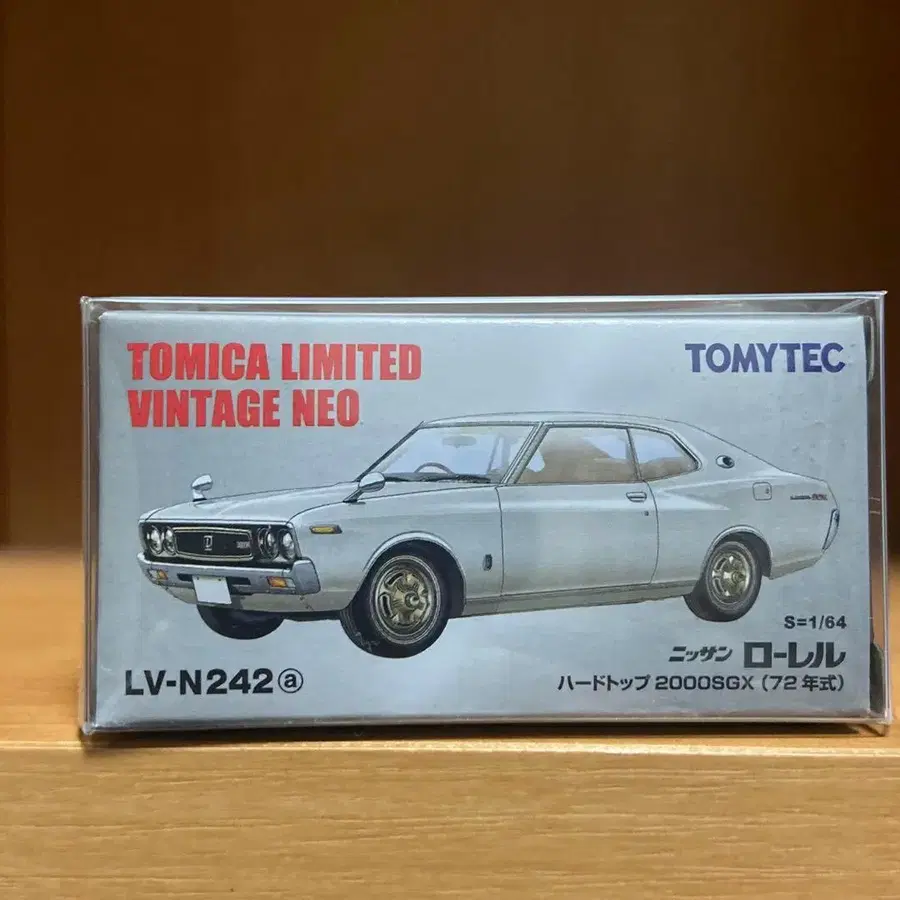 TOMICA LIMITED
VINTAGE NEO
TOMYTEC
S=1/64
ニッサン ローレル
LV-N242ⓐ
ハードトップ 2000SGX (72年式)